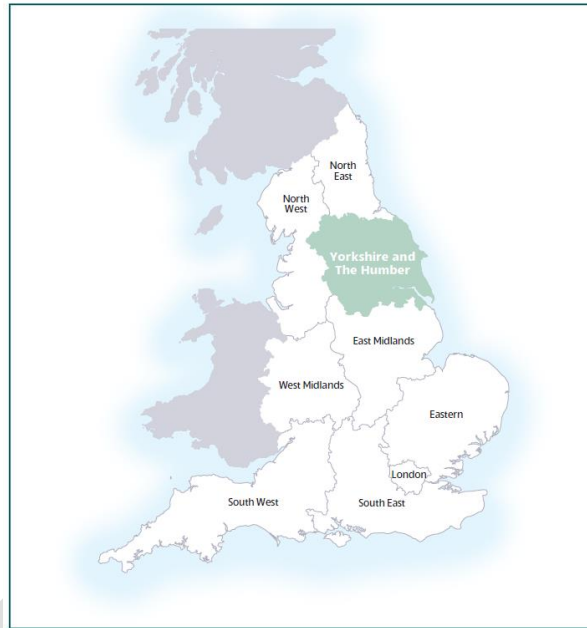 North
East
North
West
Yorkshire and
The Humber
East Midlands
West Midlands
Eastern
London
South West
South East